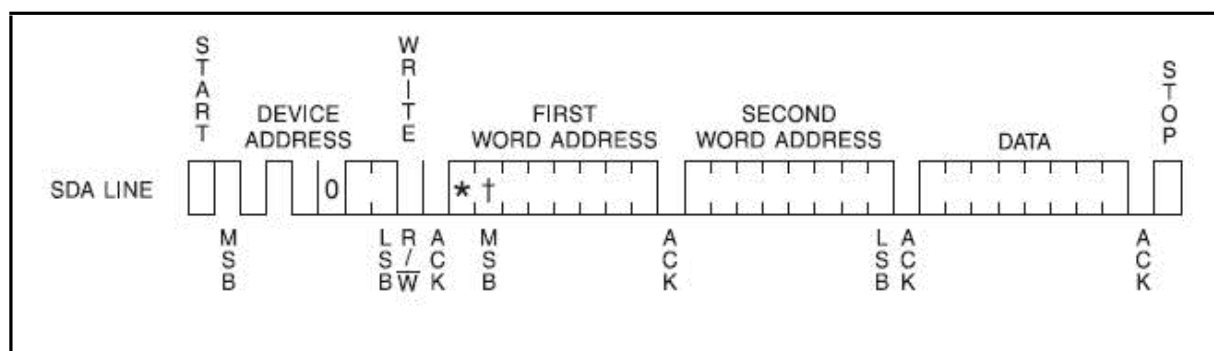 START
WRITE
STOP
DEVICE
ADDRESS
FIRST
WORD ADDRESS
SECOND
WORD ADDRESS
DATA
SDA LINE
0
* †
MSB
LSB
R/W
ACK
MSB
ACK
LSB
ACK
ACK